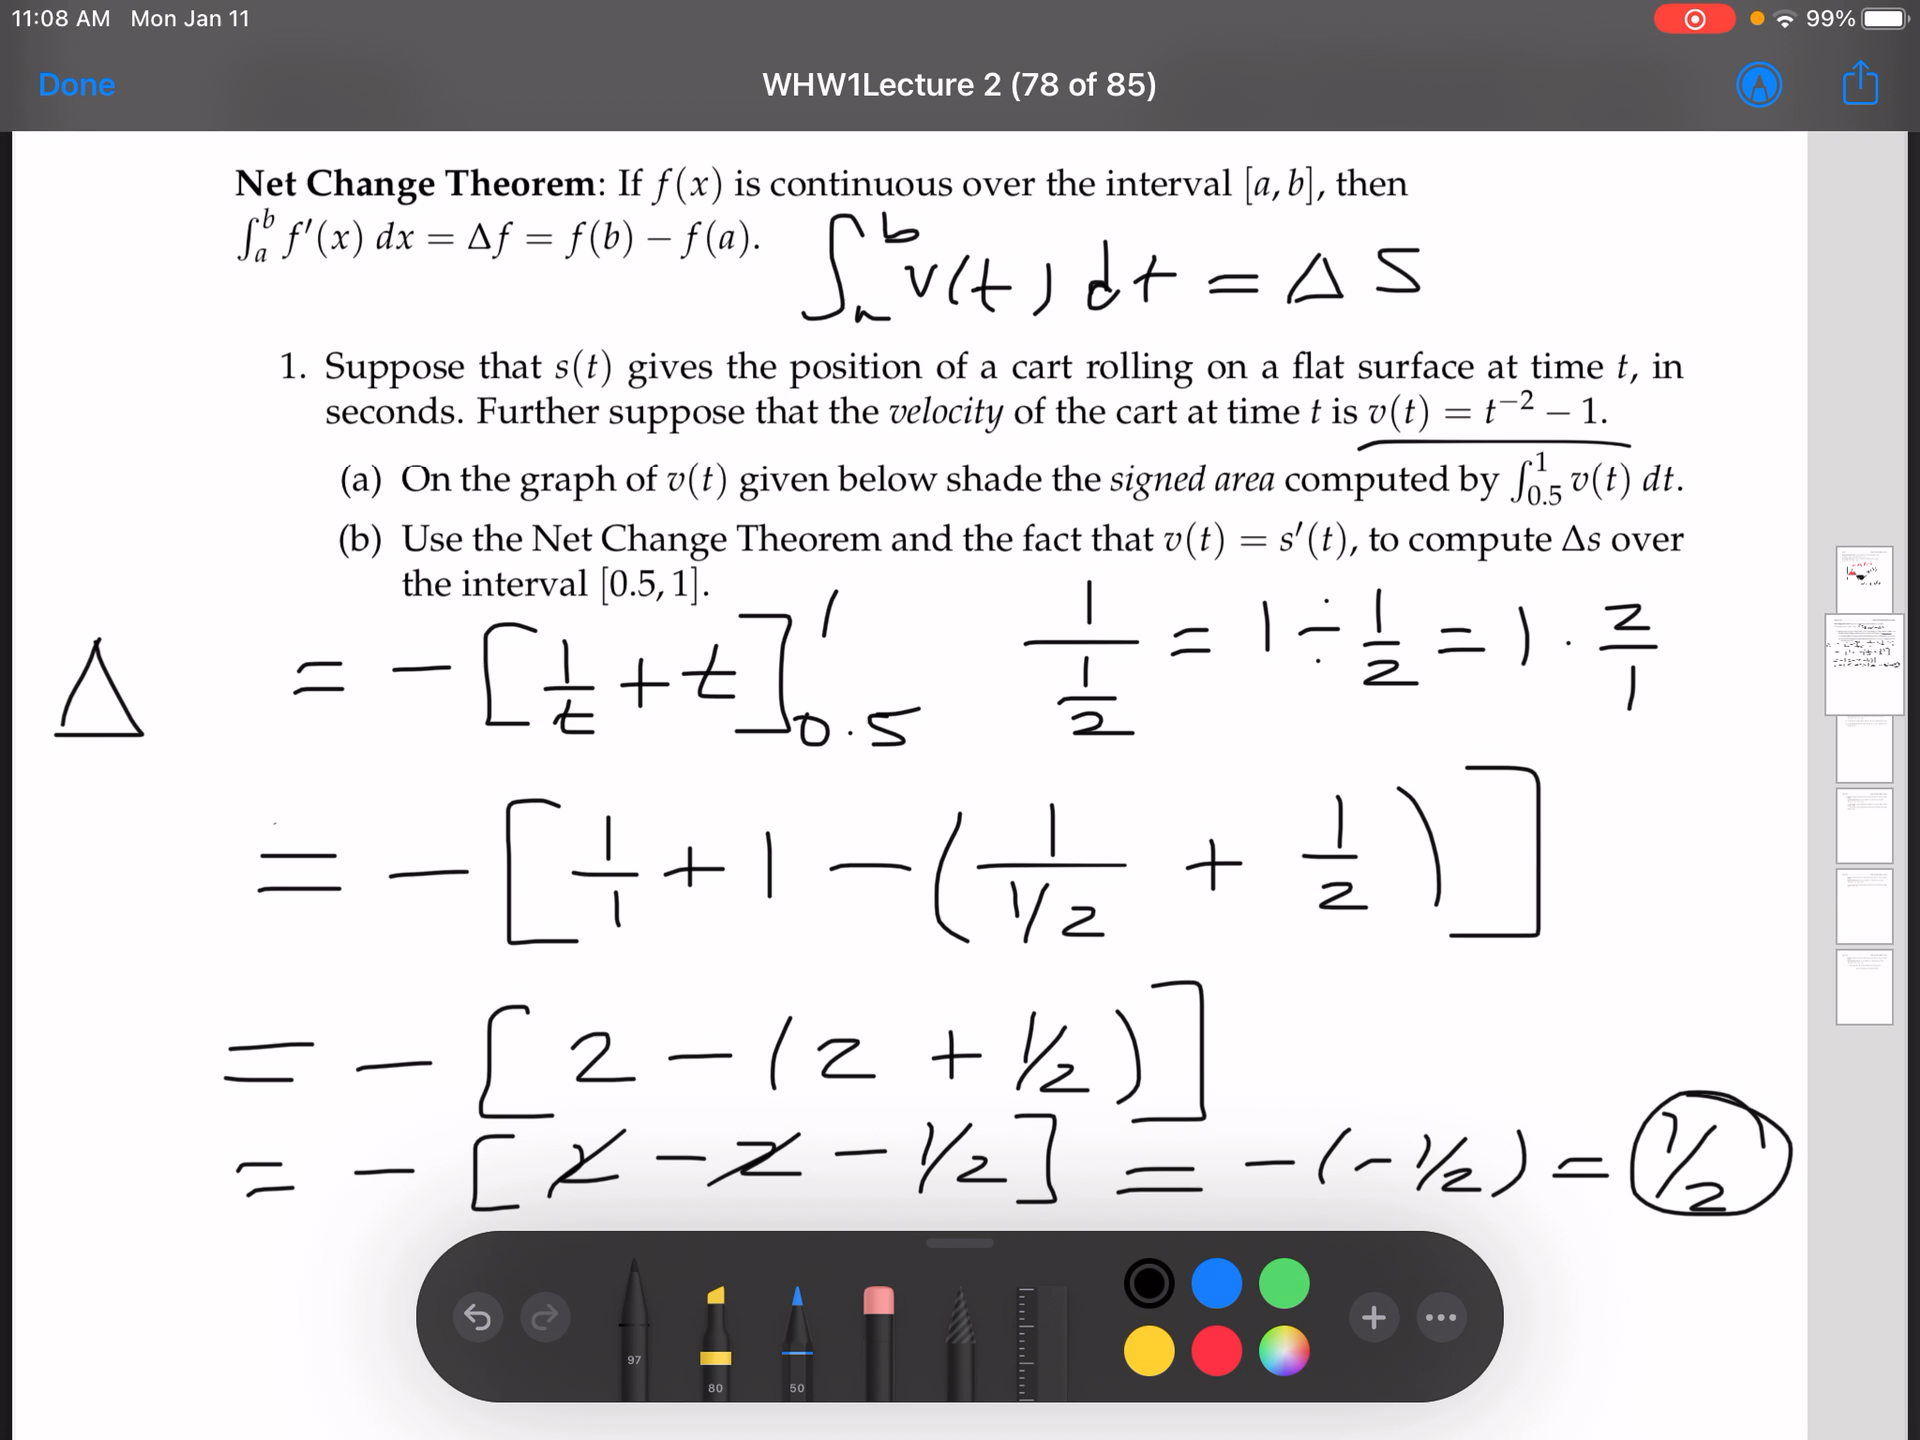 11:08 AM Mon Jan 11 99%
Done WHW1Lecture 2 (78 of 85)
Net Change Theorem: If f(x) is continuous over the interval [a, b], then
∫_a^b f′(x) dx = Δf = f(b) − f(a).
∫_a^b v(t) dt = Δ S
1. Suppose that s(t) gives the position of a cart rolling on a flat surface at time t, in
seconds. Further suppose that the velocity of the cart at time t is v(t) = t⁻² − 1.
(a) On the graph of v(t) given below shade the signed area computed by ∫_0.5^1 v(t) dt.
(b) Use the Net Change Theorem and the fact that v(t) = s′(t), to compute Δs over
the interval [0.5, 1].
Δ = − [1/t + t]_0.5^1
1/(1/2) = 1 ÷ 1/2 = 1 · 2/1
= − [1/1 + 1 − (1/(1/2) + 1/2)]
= − [2 − (2 + 1/2)]
= − [2 − 2 − 1/2] = − (− 1/2) = 1/2
97 80 50